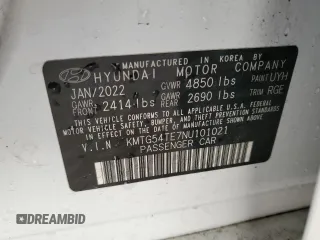 MANUFACTURED IN KOREA BY
HYUNDAI MOTOR COMPANY
JAN/2022 GVWR 4850 lbs PAINT UYH
GAWR FRONT 2414 lbs GAWR REAR 2690 lbs TRIM RGE
THIS VEHICLE CONFORMS TO ALL APPLICABLE U.S.A. FEDERAL
MOTOR VEHICLE SAFETY, BUMPER, AND THEFT PREVENTION
STANDARDS IN EFFECT ON THE DATE OF MANUFACTURE SHOWN ABOVE.
V.I.N. KMTG54TE7NU101021
PASSENGER CAR
DREAMBID